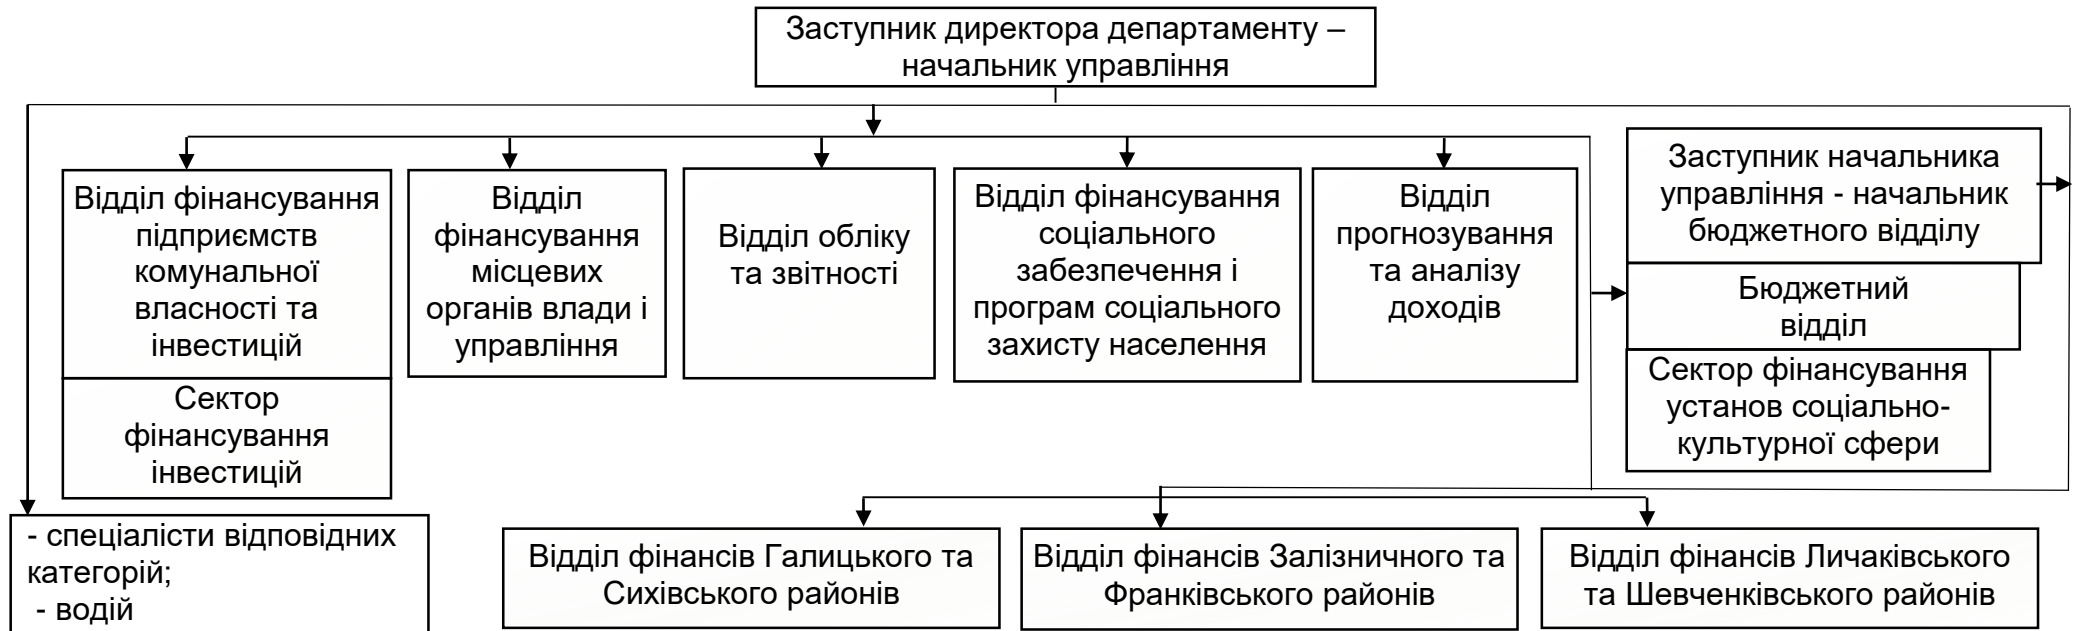 Заступник директора департаменту –
начальник управління
Відділ фінансування
підприємств
комунальної
власності та
інвестицій
Сектор
фінансування
інвестицій
Відділ
фінансування
місцевих
органів влади і
управління
Відділ обліку
та звітності
Відділ фінансування
соціального
забезпечення і
програм соціального
захисту населення
Відділ
прогнозування
та аналізу
доходів
Заступник начальника
управління - начальник
бюджетного відділу
Бюджетний
відділ
Сектор фінансування
установ соціально-
культурної сфери
- спеціалісти відповідних
категорій;
- водій
Відділ фінансів Галицького та
Сихівського районів
Відділ фінансів Залізничного та
Франківського районів
Відділ фінансів Личаківського
та Шевченківського районів